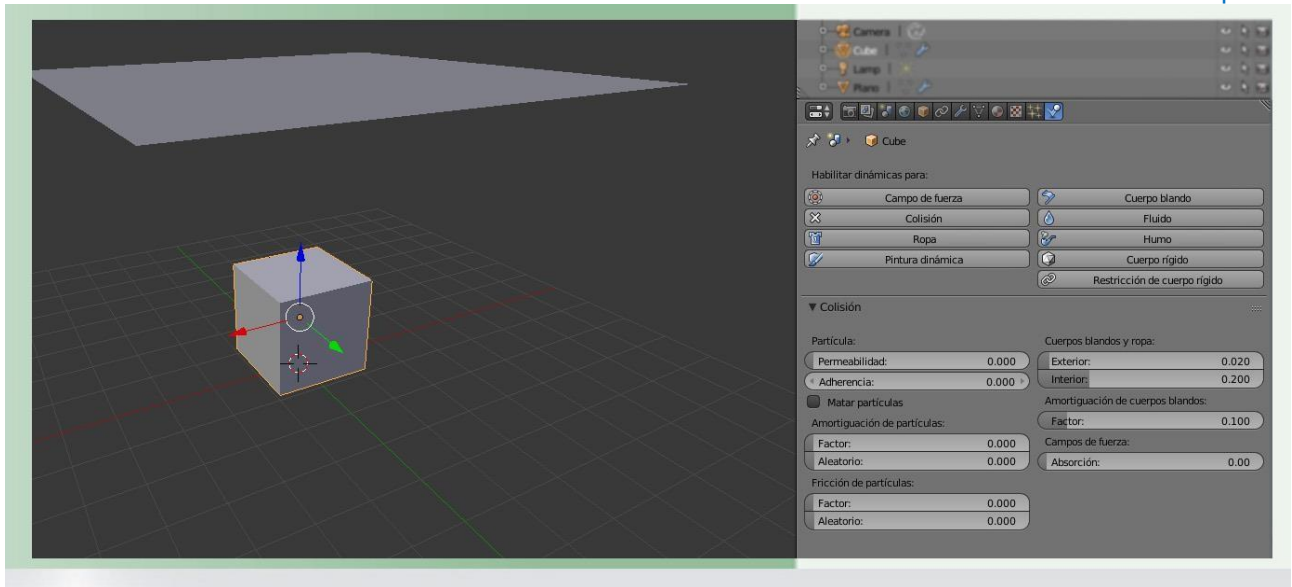 Camera
Cube
Lamp
Plano
Cube
Habilitar dinámicas para:
Campo de fuerza
Cuerpo blando
Colisión
Fluido
Ropa
Humo
Pintura dinámica
Cuerpo rígido
Restricción de cuerpo rígido
Colisión
Partícula:
Permeabilidad: 0.000
Adherencia: 0.000
Matar partículas
Amortiguación de partículas:
Factor: 0.000
Aleatorio: 0.000
Fricción de partículas:
Factor: 0.000
Aleatorio: 0.000
Cuerpos blandos y ropa:
Exterior: 0.020
Interior: 0.200
Amortiguación de cuerpos blandos:
Factor: 0.100
Campos de fuerza:
Absorción: 0.00